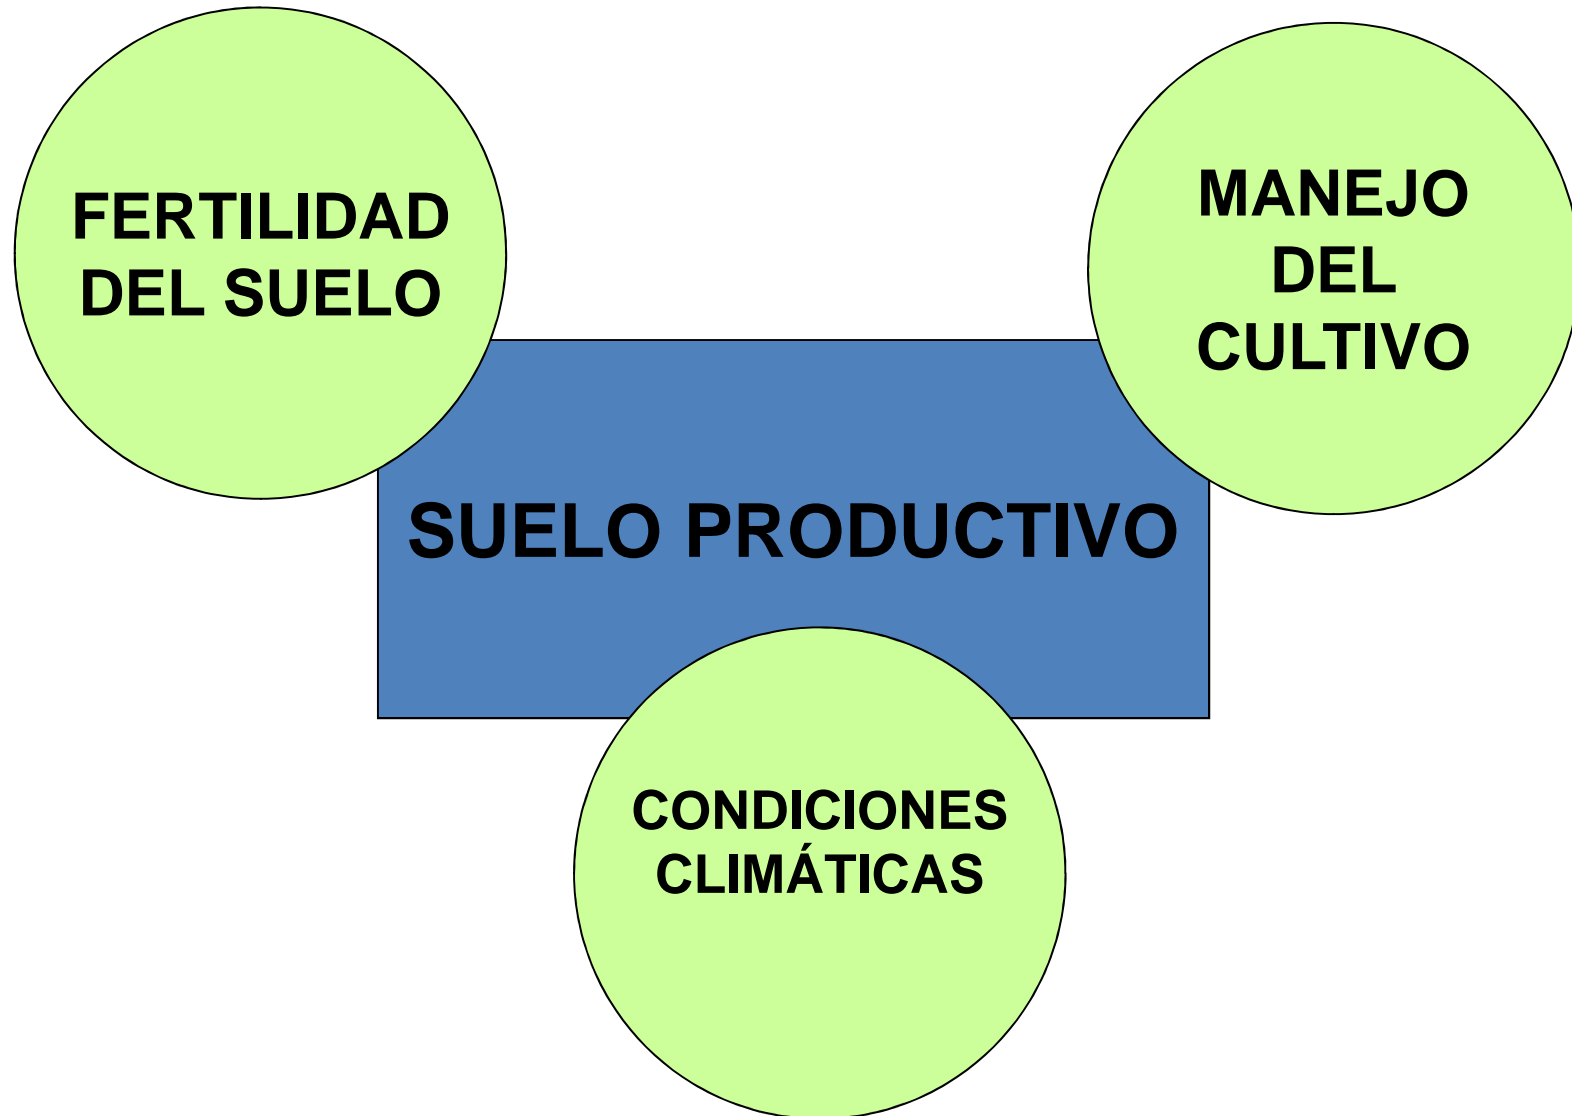 FERTILIDAD
DEL SUELO
MANEJO
DEL
CULTIVO
SUELO PRODUCTIVO
CONDICIONES
CLIMÁTICAS